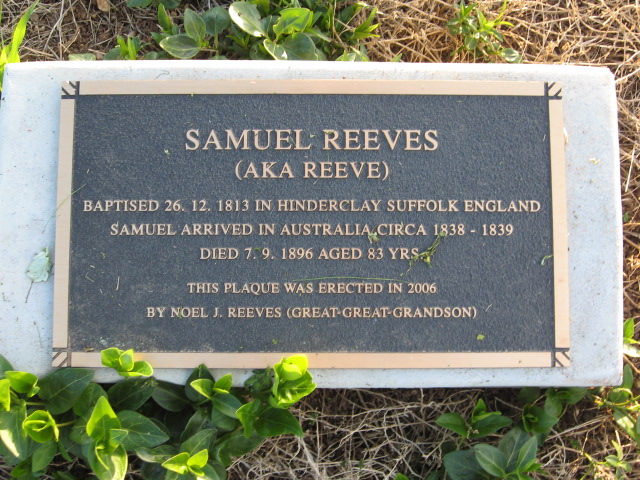 SAMUEL REEVES
(AKA REEVE)
BAPTISED 26. 12. 1813 IN HINDERCLAY SUFFOLK ENGLAND
SAMUEL ARRIVED IN AUSTRALIA CIRCA 1838 - 1839
DIED 7. 9. 1896 AGED 83 YRS
THIS PLAQUE WAS ERECTED IN 2006
BY NOEL J. REEVES (GREAT-GREAT-GRANDSON)